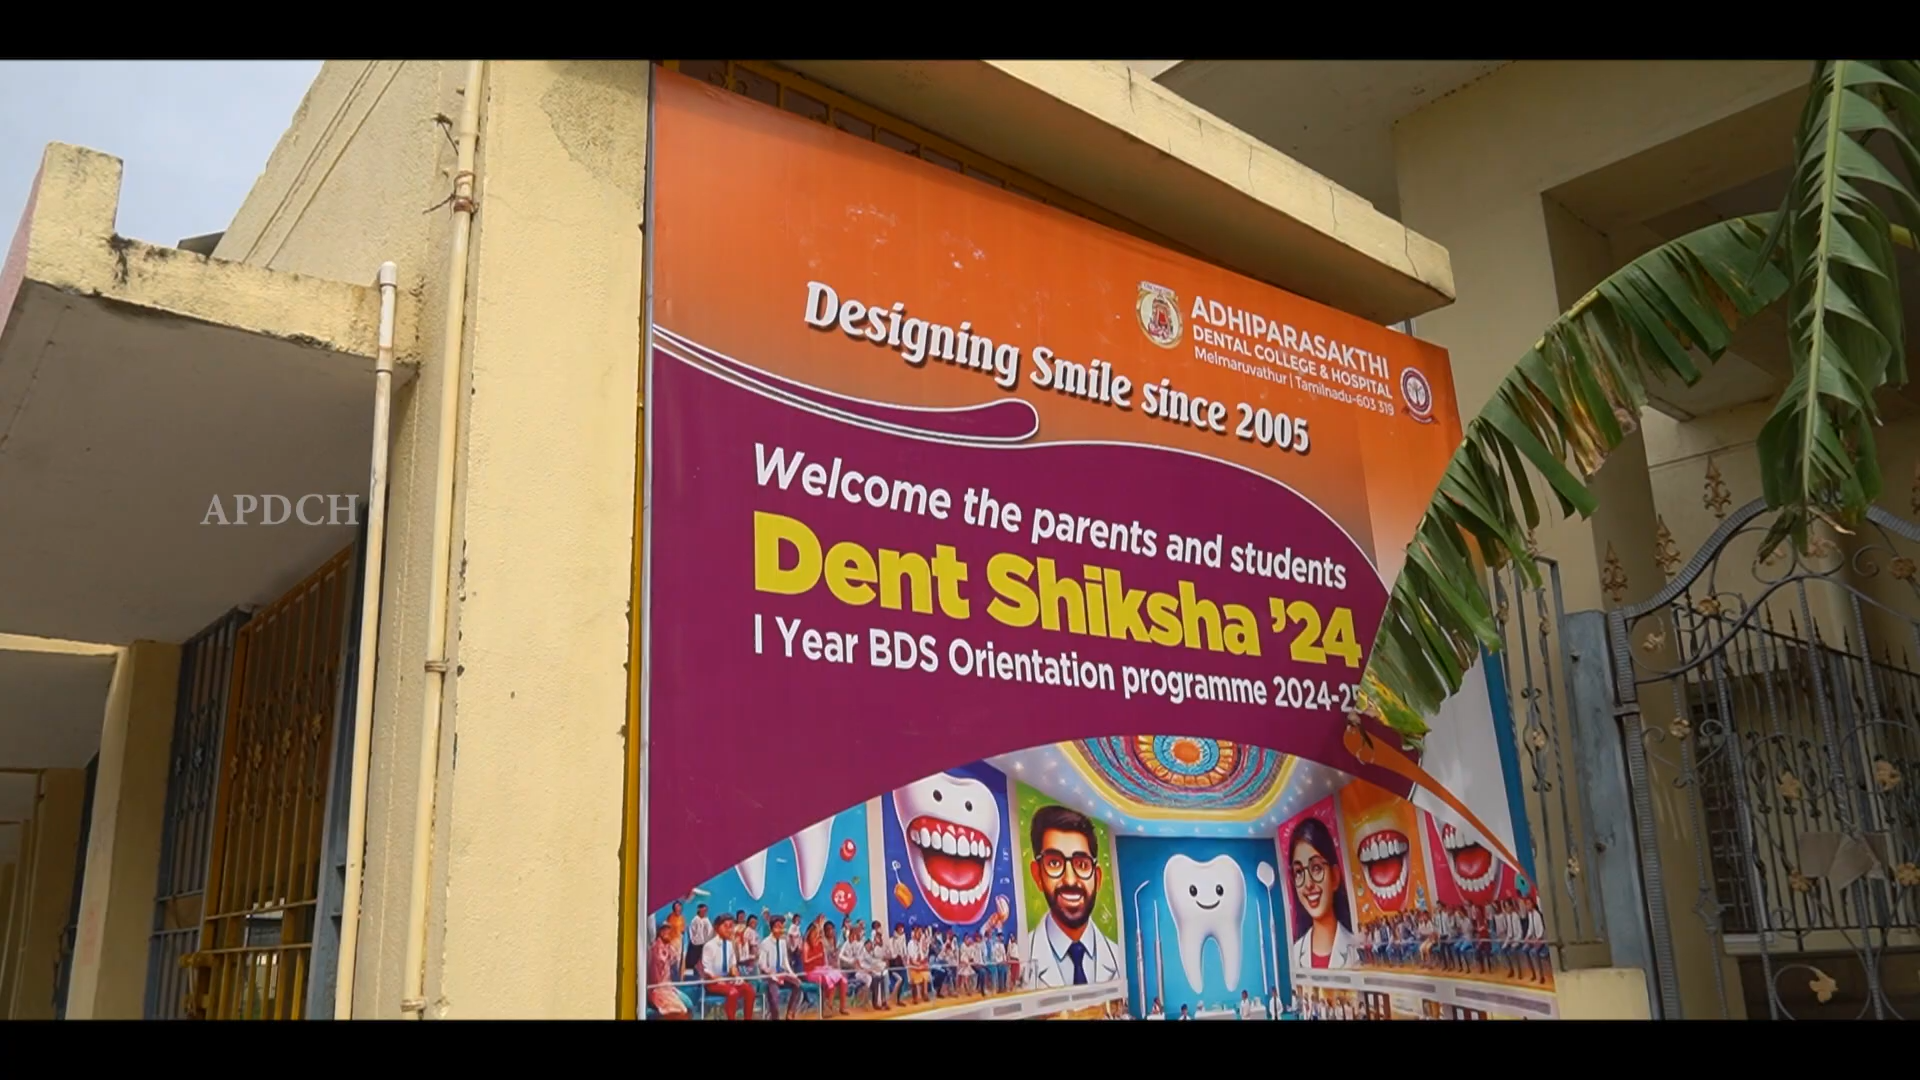 ADHIPARASAKTHI
DENTAL COLLEGE & HOSPITAL
Melmaruvathur | Tamilnadu-603 319
Designing Smile since 2005
Welcome the parents and students
Dent Shiksha '24
I Year BDS Orientation programme 2024-25
APDCH